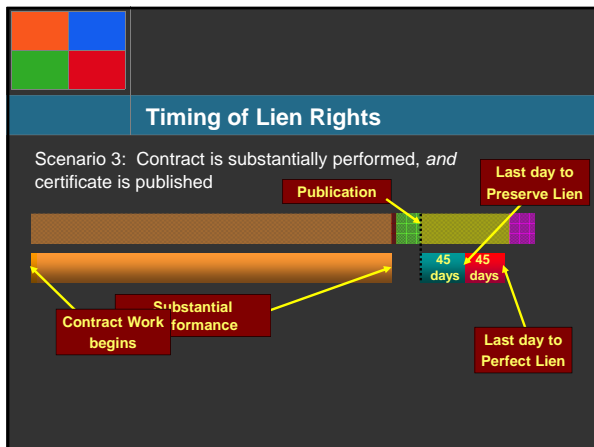 Timing of Lien Rights
Scenario 3: Contract is substantially performed, and
certificate is published
Publication
Last day to
Preserve Lien
45
days
45
days
Substantial
formance
Contract Work
begins
Last day to
Perfect Lien